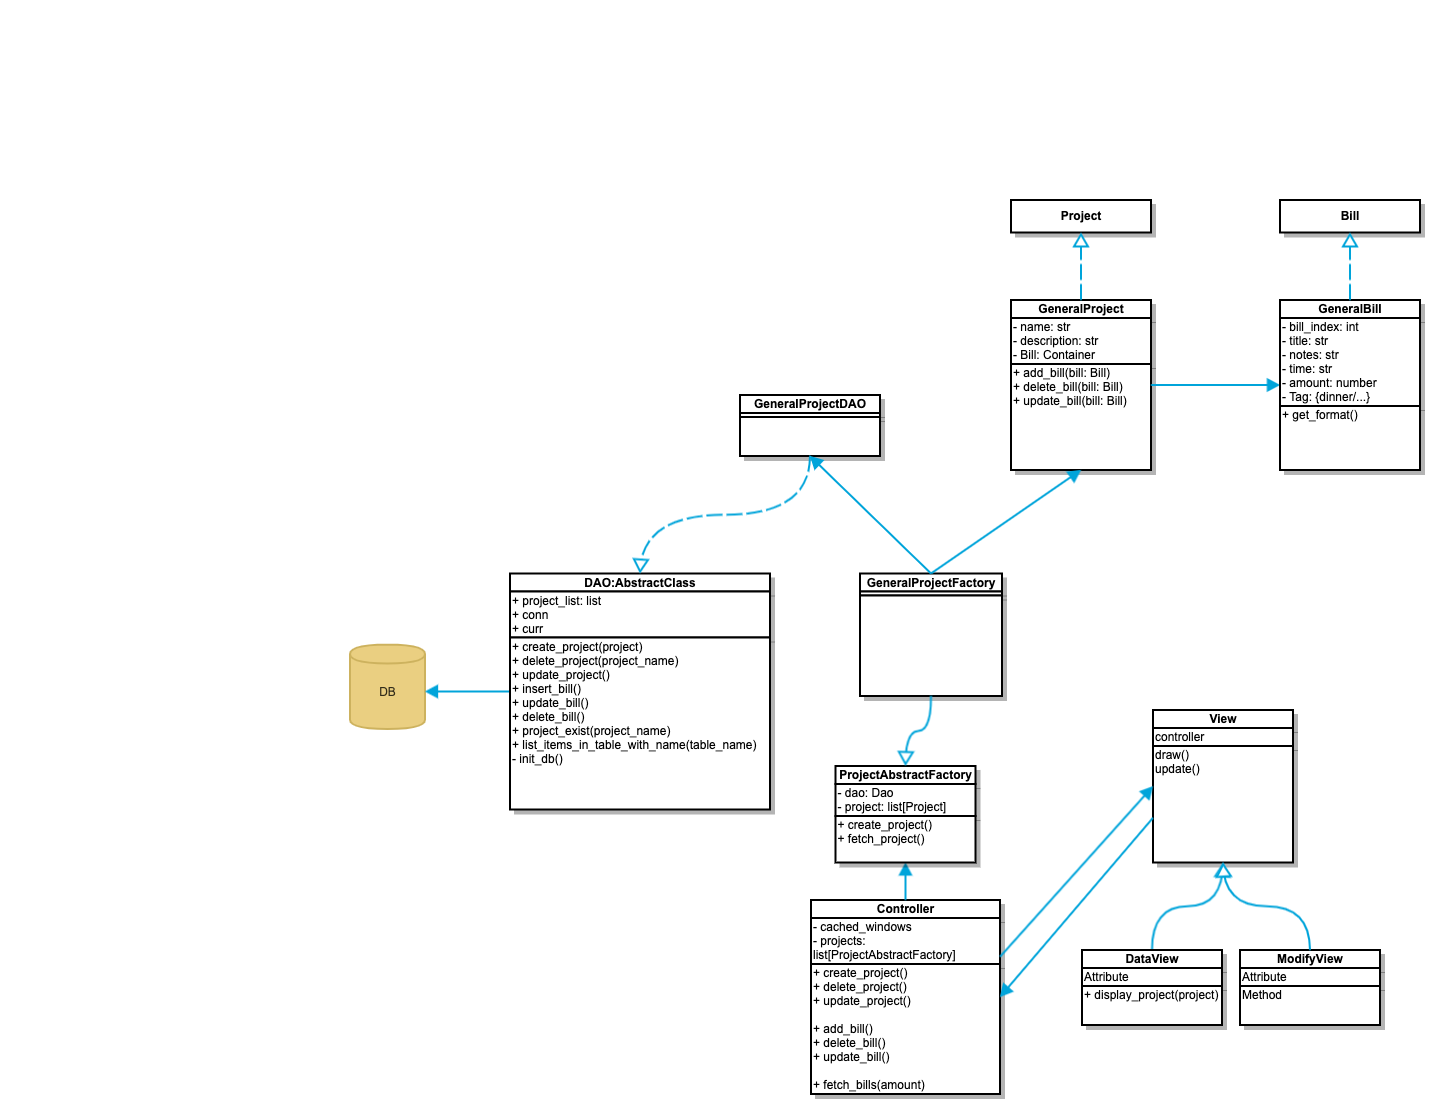 Project
Bill
GeneralProject
- name: str
- description: str
- Bill: Container
+ add_bill(bill: Bill)
+ delete_bill(bill: Bill)
+ update_bill(bill: Bill)
GeneralBill
- bill_index: int
- title: str
- notes: str
- time: str
- amount: number
- Tag: {dinner/...}
+ get_format()
GeneralProjectDAO
DAO:AbstractClass
+ project_list: list
+ conn
+ curr
+ create_project(project)
+ delete_project(project_name)
+ update_project()
+ insert_bill()
+ update_bill()
+ delete_bill()
+ project_exist(project_name)
+ list_items_in_table_with_name(table_name)
- init_db()
GeneralProjectFactory
DB
View
controller
draw()
update()
ProjectAbstractFactory
- dao: Dao
- project: list[Project]
+ create_project()
+ fetch_project()
Controller
- cached_windows
- projects:
list[ProjectAbstractFactory]
+ create_project()
+ delete_project()
+ update_project()
+ add_bill()
+ delete_bill()
+ update_bill()
+ fetch_bills(amount)
DataView
Attribute
+ display_project(project)
ModifyView
Attribute
Method